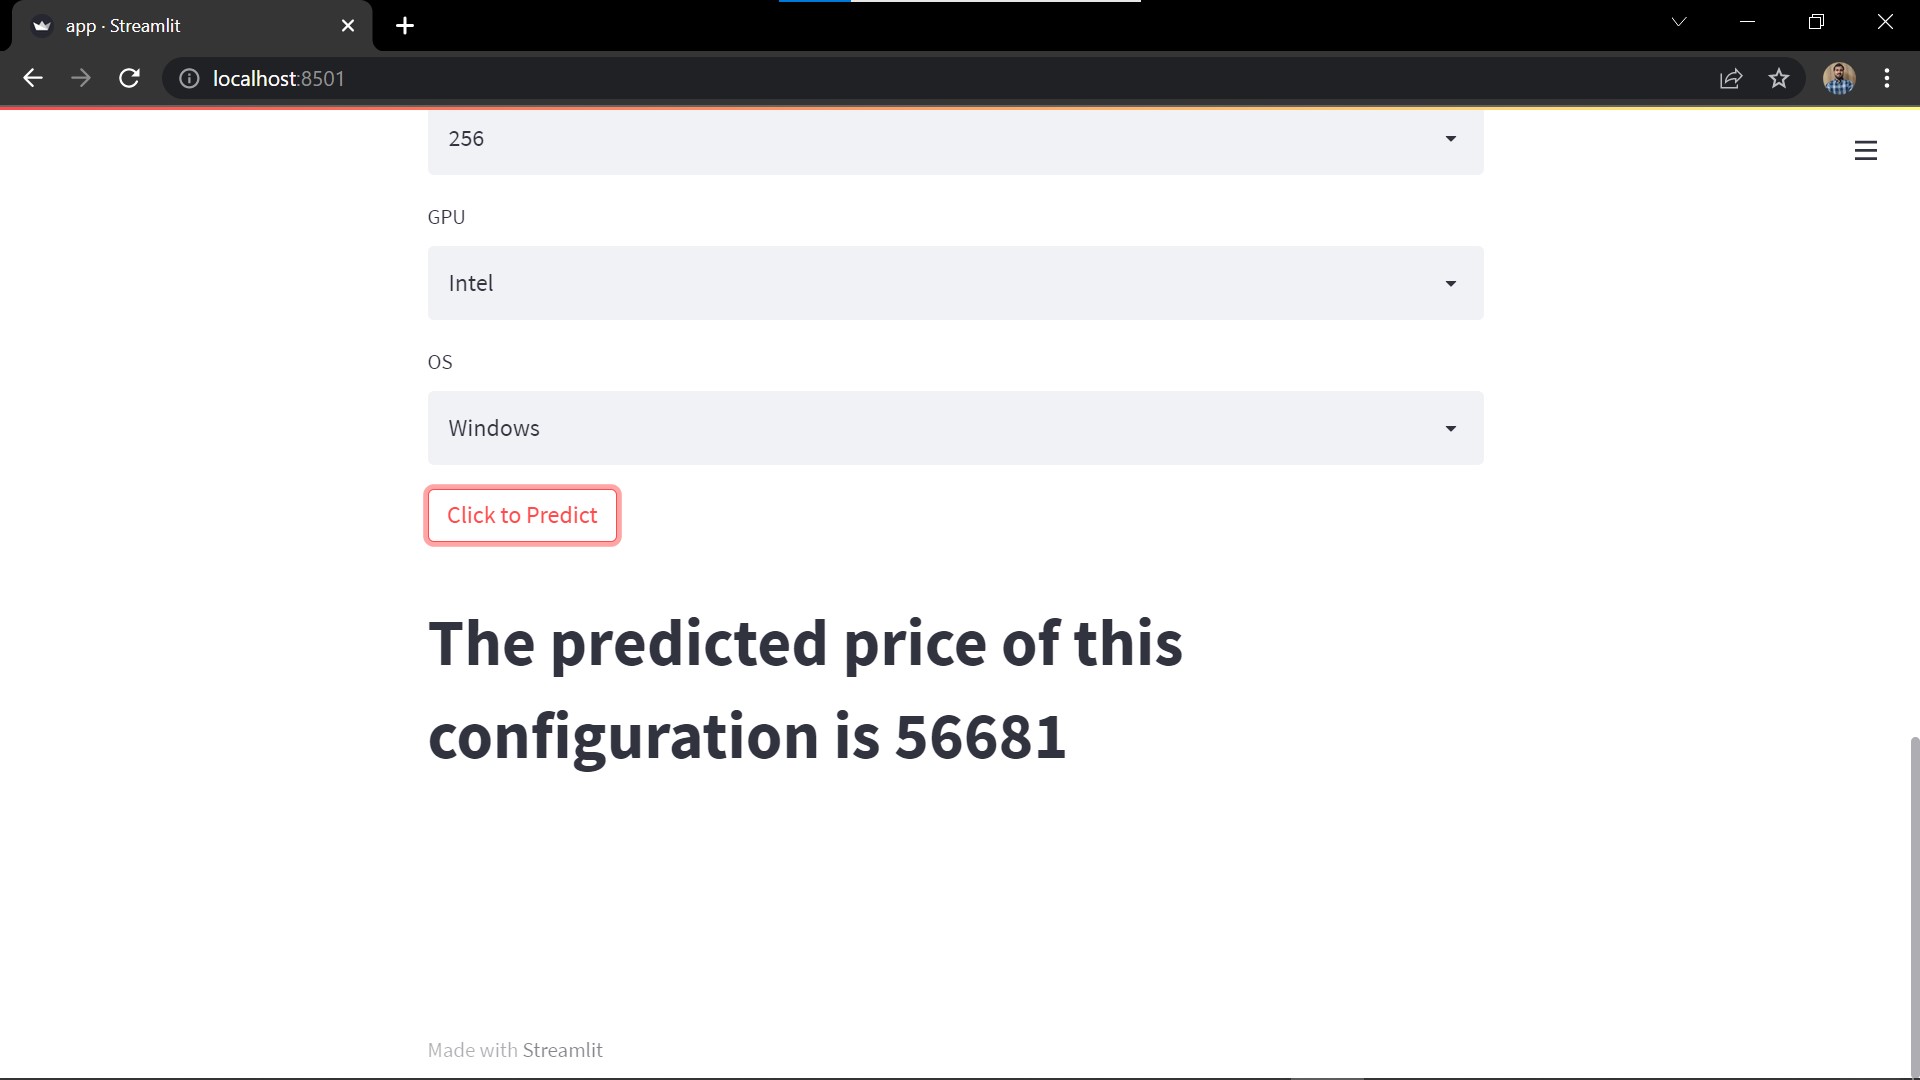 app · Streamlit
localhost:8501
256
GPU
Intel
OS
Windows
Click to Predict
The predicted price of this
configuration is 56681
Made with Streamlit